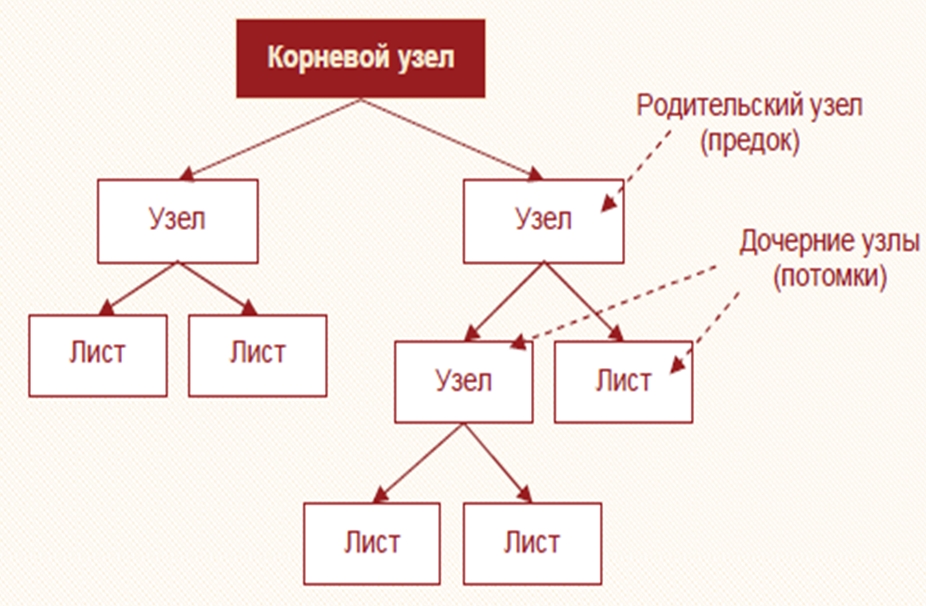 Корневой узел
Родительский узел
(предок)
Узел
Узел
Дочерние узлы
(потомки)
Лист
Лист
Узел
Лист
Лист
Лист